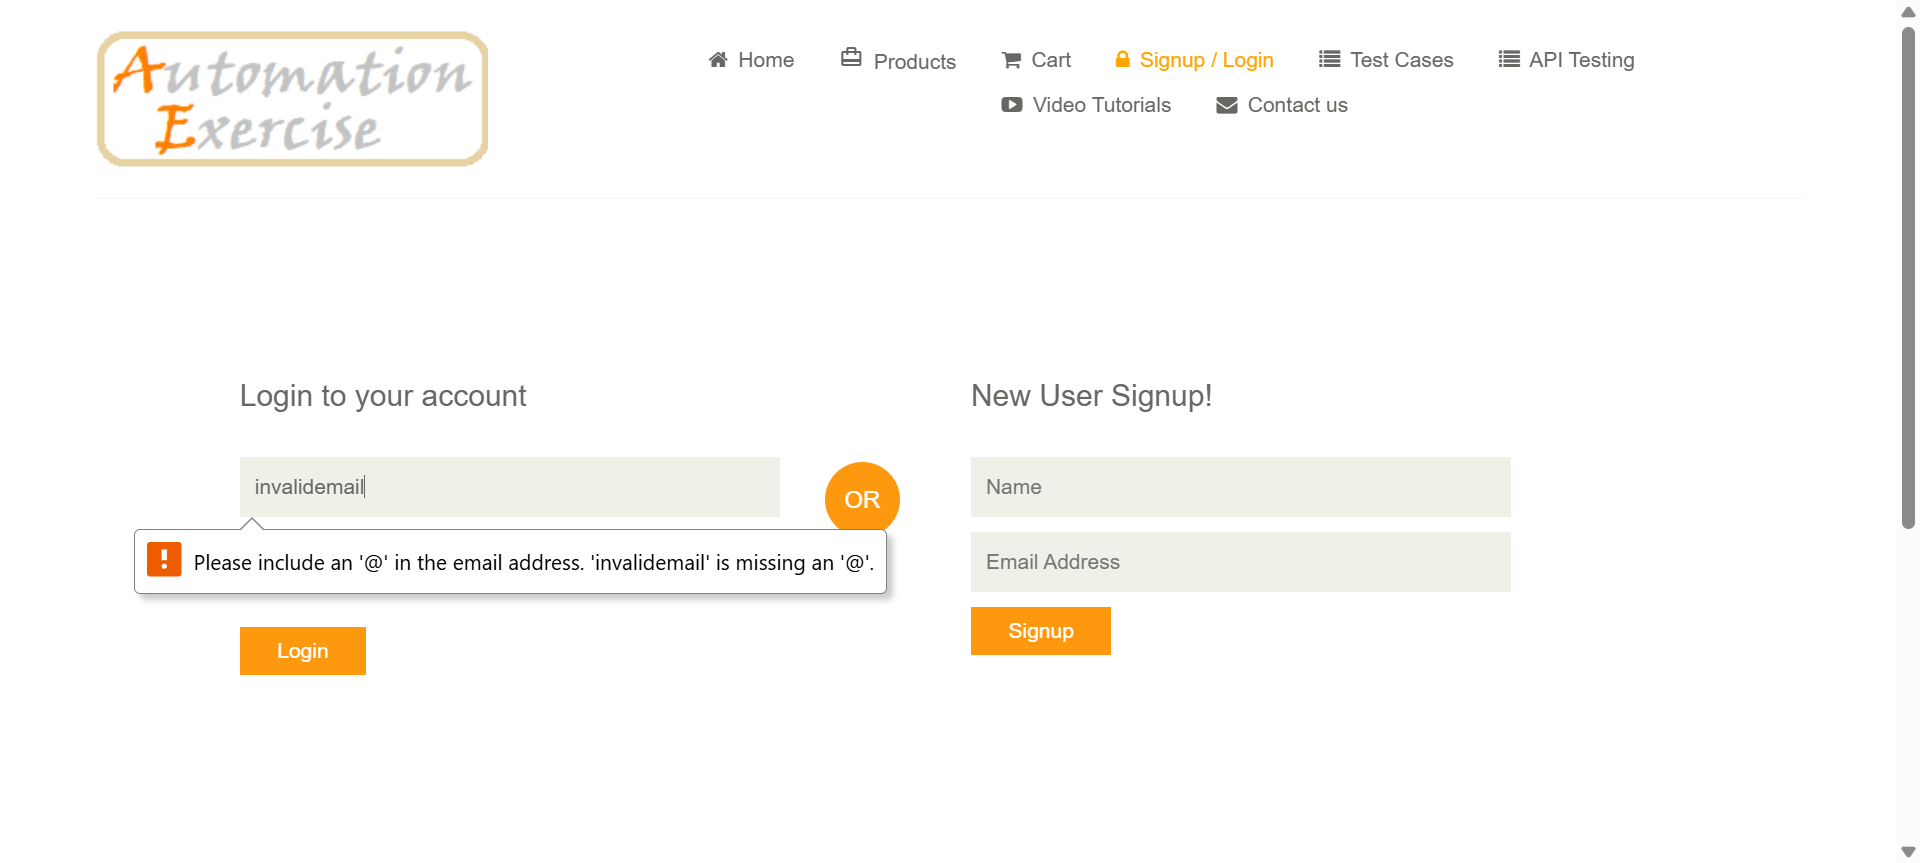 Automation
Exercise
Home Products Cart Signup / Login Test Cases API Testing
Video Tutorials Contact us
Login to your account
invalidemail
Please include an '@' in the email address. 'invalidemail' is missing an '@'.
Login
OR
New User Signup!
Name
Email Address
Signup